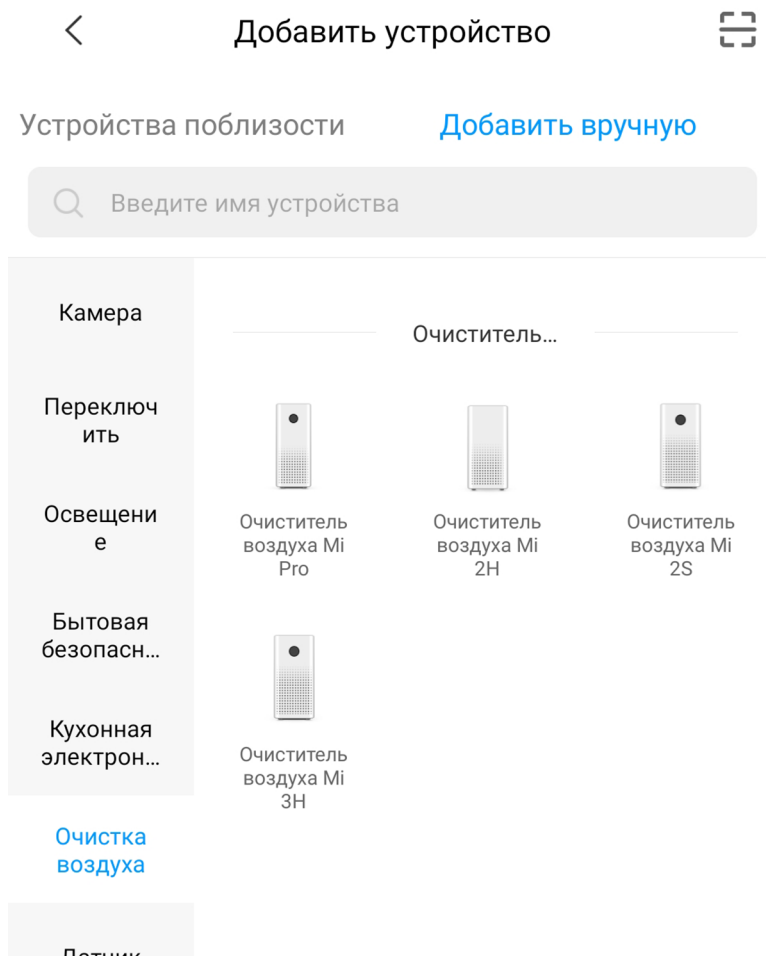 Добавить устройство
Устройства поблизости
Добавить вручную
Введите имя устройства
Камера
Переключ
ить
Освещени
е
Бытовая
безопасн...
Кухонная
электрон...
Очистка
воздуха
Датчик
Очиститель...
Очиститель
воздуха Mi
Pro
Очиститель
воздуха Mi
2H
Очиститель
воздуха Mi
2S
Очиститель
воздуха Mi
3H